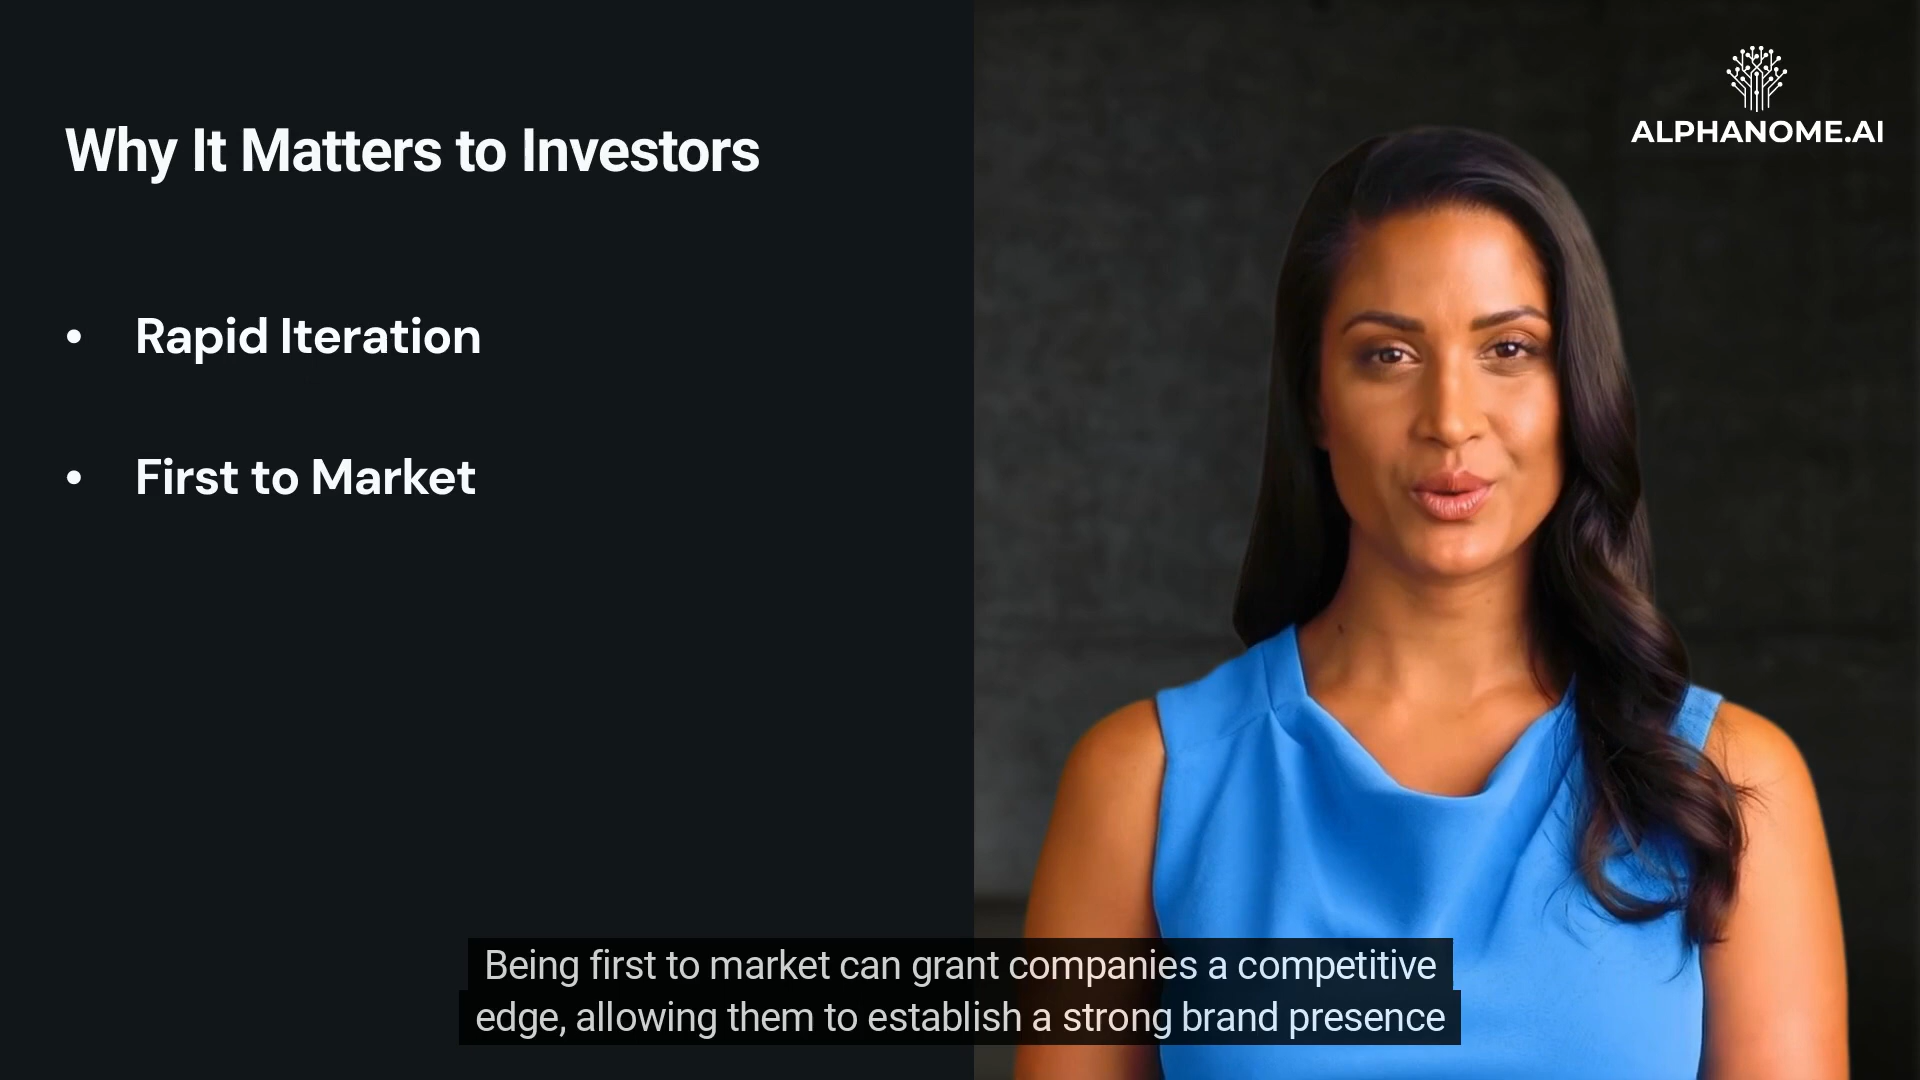 ALPHANOME.AI
Why It Matters to Investors
• Rapid Iteration
• First to Market
Being first to market can grant companies a competitive
edge, allowing them to establish a strong brand presence